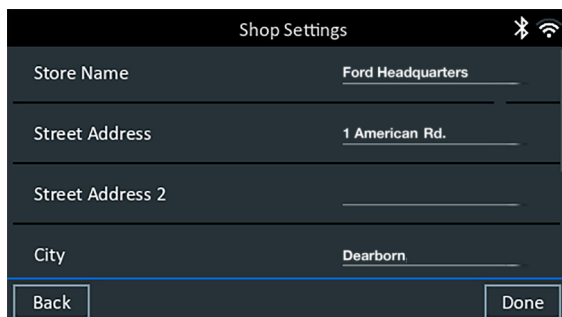 Shop Settings
Store Name Ford Headquarters
Street Address 1 American Rd.
Street Address 2
City Dearborn
Back Done